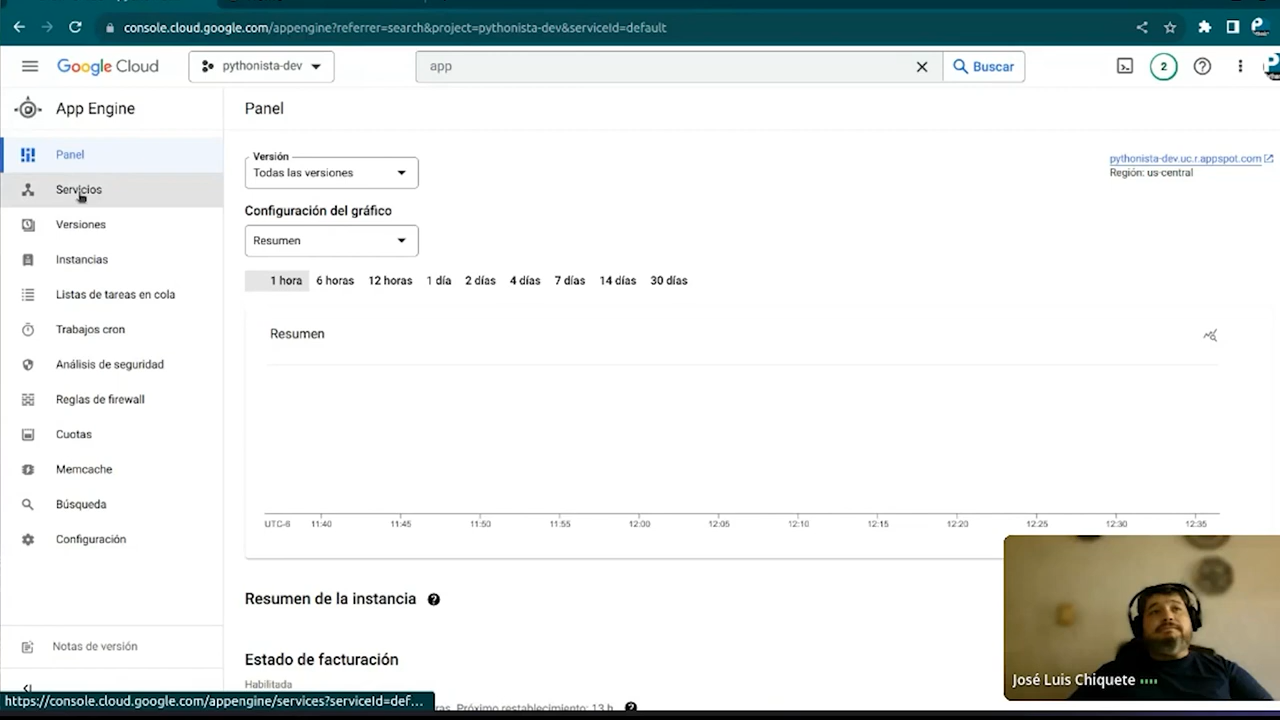 console.cloud.google.com/appengine?referrer=search&project=pythonista-dev&serviceId=default
Google Cloud
pythonista-dev
app
Buscar
2
App Engine
Panel
Panel
Servicios
Versiones
Instancias
Listas de tareas en cola
Trabajos cron
Análisis de seguridad
Reglas de firewall
Cuotas
Memcache
Búsqueda
Configuración
Notas de versión
Versión
Todas las versiones
pythonista-dev.uc.r.appspot.com
Región: us-central
Configuración del gráfico
Resumen
1 hora 6 horas 12 horas 1 día 2 días 4 días 7 días 14 días 30 días
Resumen
UTC-6 11:40 11:45 11:50 11:55 12:00 12:05 12:10 12:15 12:20 12:25 12:30 12:35
Resumen de la instancia
Estado de facturación
Habilitada
Próximo restablecimiento: 13 h
José Luis Chiquete
https://console.cloud.google.com/appengine/services?serviceId=def...